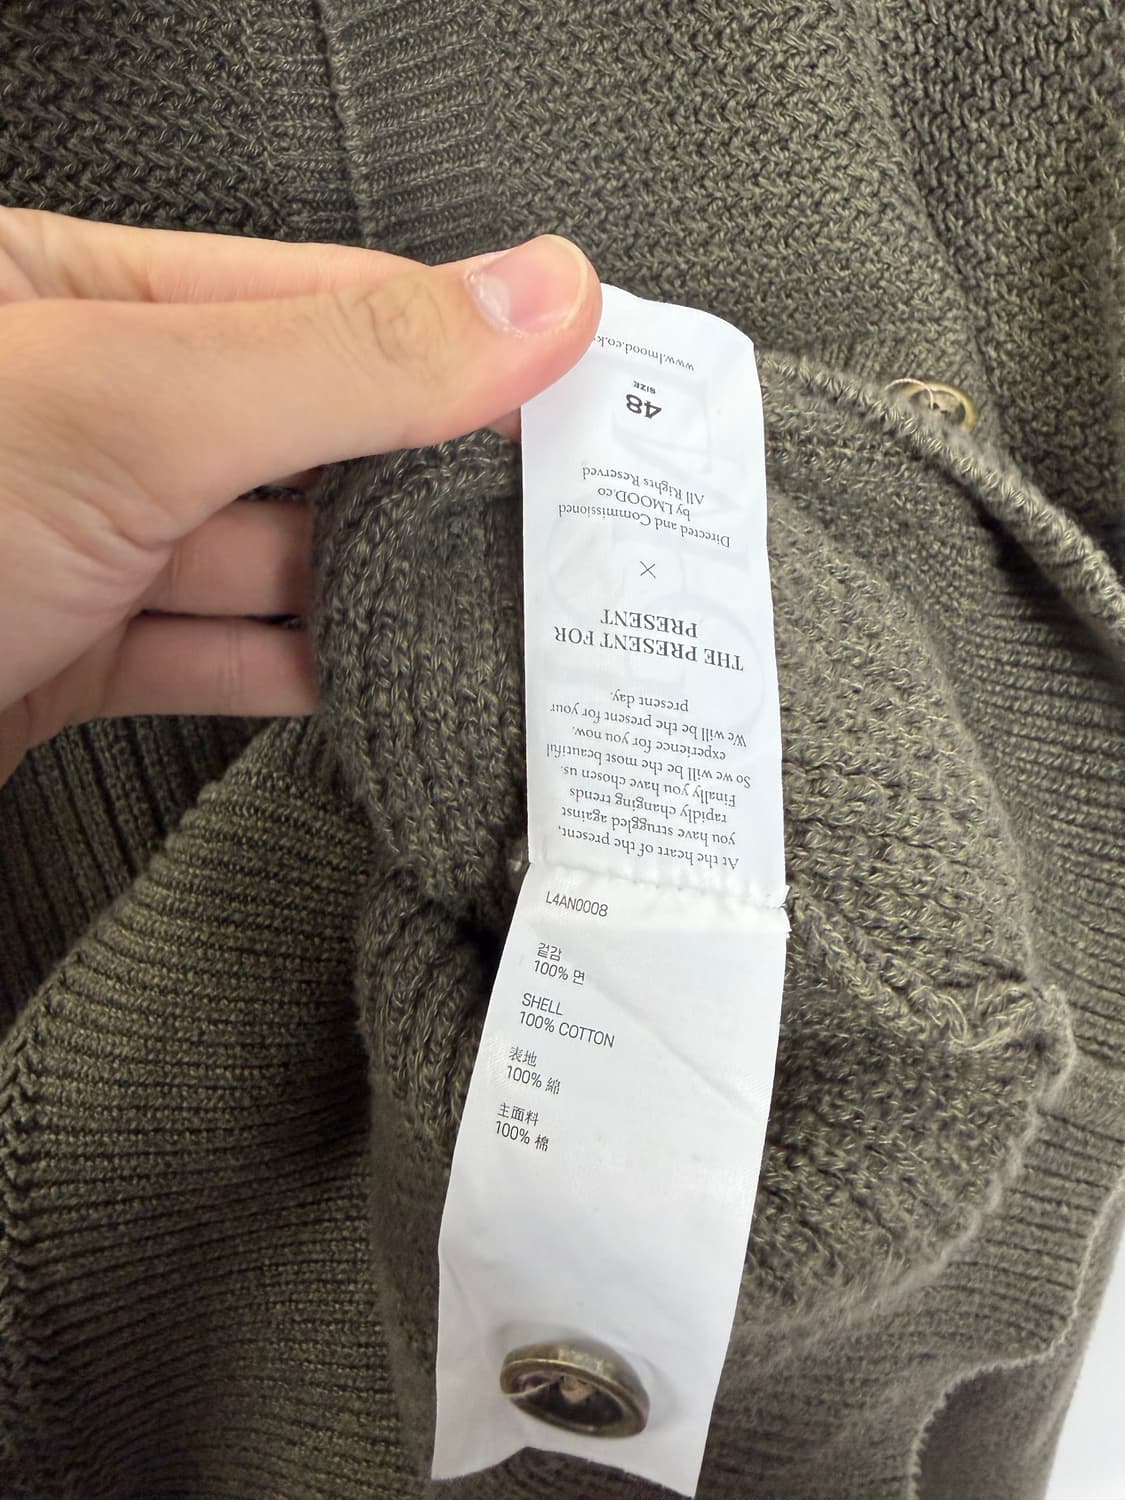 At the heart of the present,
you have struggled against
rapidly changing trends
Finally you have chosen us.
So we will be the most beautiful
experience for you now.
We will be the present for your
present day.
THE PRESENT FOR
PRESENT
×
Directed and Commissioned
by LMOOD.co
All Rights Reserved
48
SIZE
www.lmood.co.k
L4AN0008
겉감
100% 면
SHELL
100% COTTON
表地
100% 綿
主面料
100% 棉